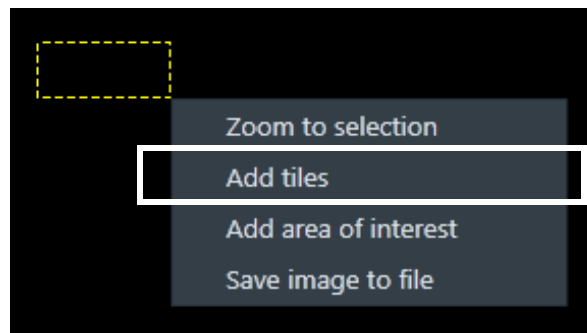 Zoom to selection
Add tiles
Add area of interest
Save image to file